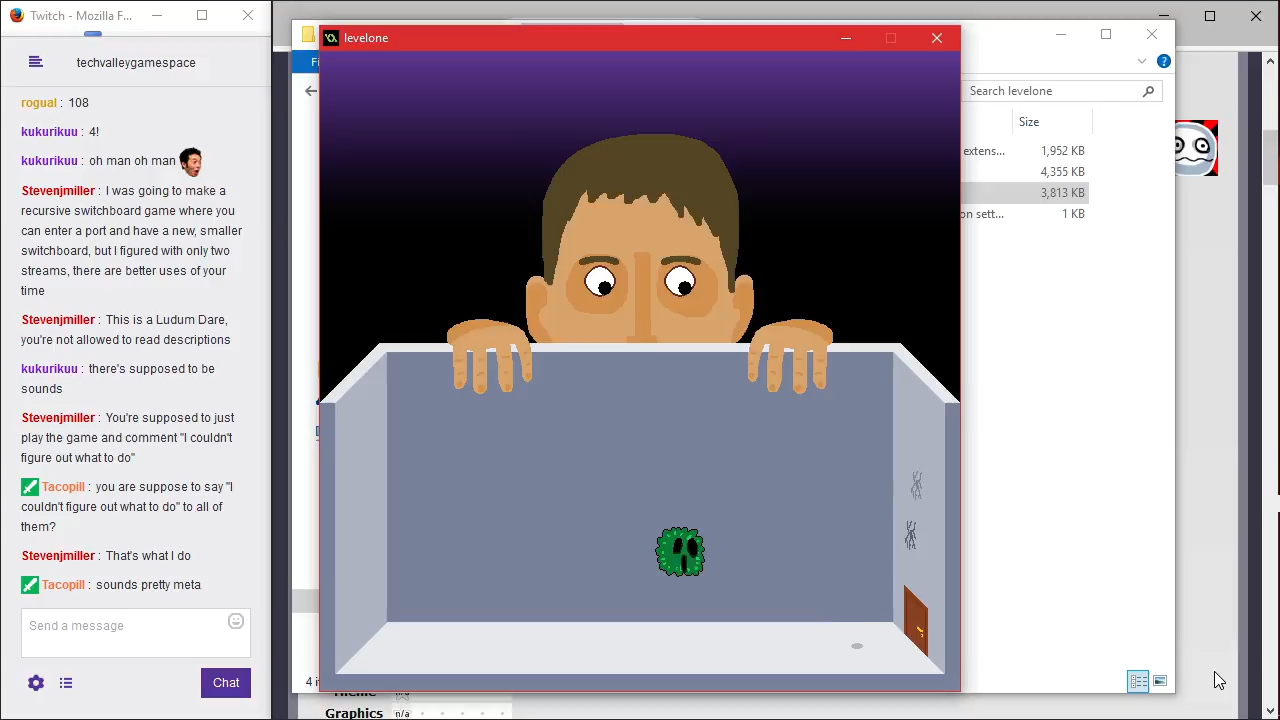 Twitch - Mozilla F...
techvalleygamespace
rogual : 108
kukurikuu : 4!
kukurikuu : oh man oh man
Stevenjmiller : I was going to make a
recursive switchboard game where you
can enter a port and have a new, smaller
switchboard, but I figured with only two
streams, there are better uses of your
time
Stevenjmiller : This is a Ludum Dare,
you're not allowed to read descriptions
kukurikuu : there's supposed to be
sounds
Stevenjmiller : You're supposed to just
play the game and comment "I couldn't
figure out what to do"
Tacopill : you are suppose to say "I
couldn't figure out what to do" to all of
them?
Stevenjmiller : That's what I do
Tacopill : sounds pretty meta
Send a message
Chat
levelone
Fi
Search levelone
Size
extens... 1,952 KB
4,355 KB
3,813 KB
on sett... 1 KB
4 i
Theme
Graphics n/a